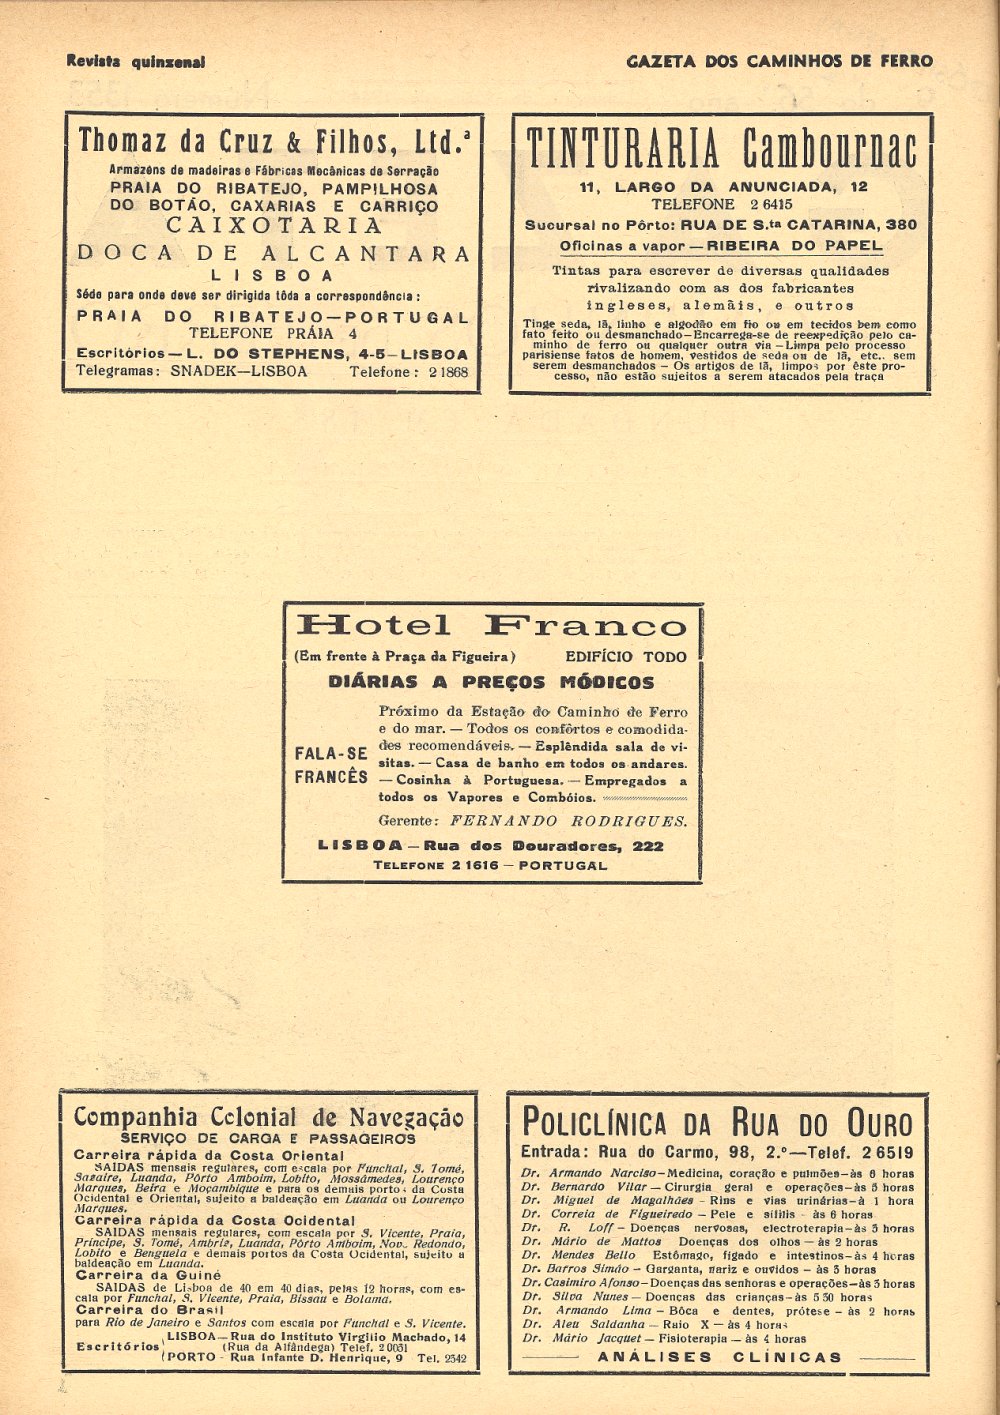 Revista quinzenal
GAZETA DOS CAMINHOS DE FERRO
Thomaz da Cruz & Filhos, Ltd.ª
Armazéns de madeiras e Fábricas Mecânicas de Serração
PRAIA DO RIBATEJO, PAMPILHOSA
DO BOTÃO, CAXARIAS E CARRIÇO
CAIXOTARIA
DOCA DE ALCANTARA
LISBOA
Séde para onde deve ser dirigida tôda a correspondência:
PRAIA DO RIBATEJO—PORTUGAL
TELEFONE PRÁIA 4
Escritórios—L. DO STEPHENS, 4-5—LISBOA
Telegramas: SNADEK—LISBOA Telefone: 2 1868
TINTURARIA Cambournac
11, LARGO DA ANUNCIADA, 12
TELEFONE 2 6415
Sucursal no Pôrto: RUA DE S.ta CATARINA, 380
Oficinas a vapor—RIBEIRA DO PAPEL
Tintas para escrever de diversas qualidades
rivalizando com as dos fabricantes
ingleses, alemãis, e outros
Tinge seda, lã, linho e algodão em fio ou em tecidos bem como
fato feito ou desmanchado—Encarrega-se de reexpedição pelo ca-
minho de ferro ou qualquer outra via—Limpa pelo processo
parisiense fatos de homem, vestidos de seda ou de lã, etc.. sem
serem desmanchados — Os artigos de lã, limpos por êste pro-
cesso, não estão sujeitos a serem atacados pela traça
Hotel Franco
(Em frente à Praça da Figueira) EDIFÍCIO TODO
DIÁRIAS A PREÇOS MÓDICOS
FALA-SE
FRANCÊS
Próximo da Estação do Caminho de Ferro
e do mar. — Todos os confôrtos e comodida-
des recomendáveis. — Esplêndida sala de vi-
sitas. — Casa de banho em todos os andares.
— Cosinha à Portuguesa. — Empregados a
todos os Vapores e Combóios.
Gerente: FERNANDO RODRIGUES.
LISBOA — Rua dos Douradores, 222
TELEFONE 2 1616 — PORTUGAL
Companhia Colonial de Navegação
SERVIÇO DE CARGA E PASSAGEIROS
Carreira rápida da Costa Oriental
SAIDAS mensais regulares, com escala por Funchal, S. Tomé,
Sazaire, Luanda, Pôrto Amboim, Lobito, Mossâmedes, Lourenço
Marques, Beira e Moçambique e para os demais portos da Costa
Ocidental e Oriental, sujeito a baldeação em Luanda ou Lourenço
Marques.
Carreira rápida da Costa Ocidental
SAIDAS mensais regulares, com escala por S. Vicente, Praia,
Príncipe, S. Tomé, Ambriz, Luanda, Pôrto Amboim, Nov. Redondo,
Lobito e Benguela e demais portos da Costa Ocidental, sujeito a
baldeação em Luanda.
Carreira da Guiné
SAIDAS de Lisboa de 40 em 40 dias, pelas 12 horas, com es-
cala por Funchal, S. Vicente, Praia, Bissau e Bolama.
Carreira do Brasil
para Rio de Janeiro e Santos com escala por Funchal e S. Vicente.
Escritórios
LISBOA—Rua do Instituto Virgílio Machado, 14
(Rua da Alfândega) Telef. 2 0051
PORTO - Rua Infante D. Henrique, 9 Tel. 2342
POLICLÍNICA DA RUA DO OURO
Entrada: Rua do Carmo, 98, 2.º—Telef. 2 6519
Dr. Armando Narciso—Medicina, coração e pulmões—às 6 horas
Dr. Bernardo Vilar—Cirurgia geral e operações—às 5 horas
Dr. Miguel de Magalhães - Rins e vias urinárias—à 1 hora
Dr. Correia de Figueiredo - Pele e sífilis - às 6 horas
Dr. R. Loff - Doenças nervosas, electroterapia—às 3 horas
Dr. Mário de Mattos Doenças dos olhos — às 2 horas
Dr. Mendes Bello Estômago, fígado e intestinos—às 4 horas
Dr. Barros Simão - Garganta, nariz e ouvidos - às 3 horas
Dr. Casimiro Afonso—Doenças das senhoras e operações—às 3 horas
Dr. Silva Nunes — Doenças das crianças—às 5 50 horas
Dr. Armando Lima — Bôca e dentes, prótese - às 2 horas
Dr. Aleu Saldanha — Raio X — às 4 horas
Dr. Mário Jacquet — Fisioterapia — às 4 horas
ANÁLISES CLÍNICAS